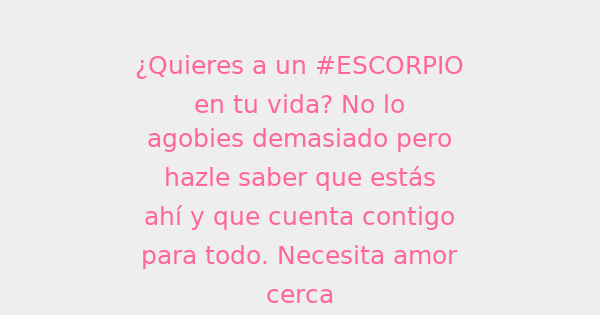 ¿Quieres a un #ESCORPIO
en tu vida? No lo
agobies demasiado pero
hazle saber que estás
ahí y que cuenta contigo
para todo. Necesita amor
cerca